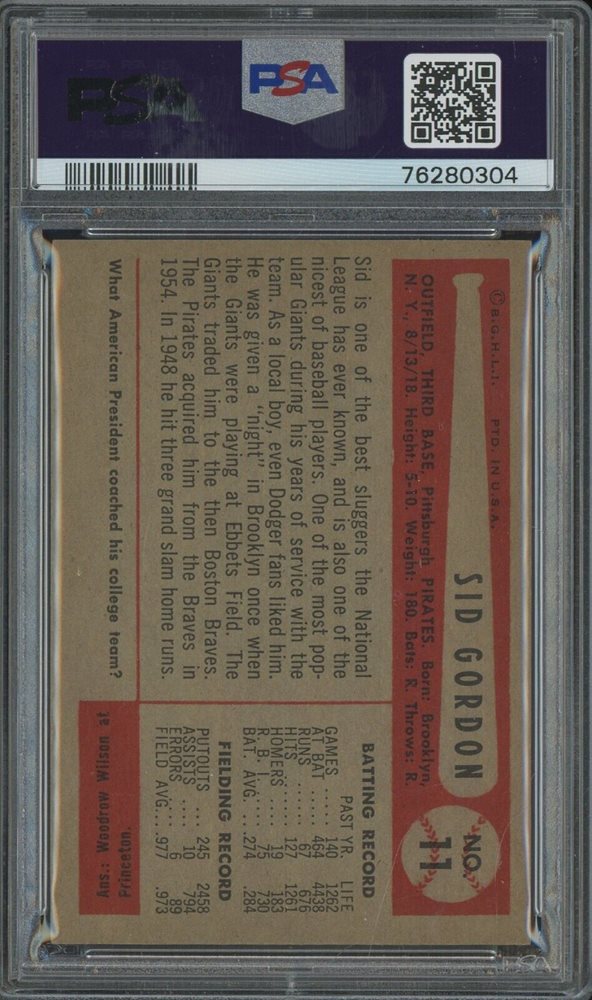 PSA
PSA
76280304
© B.G.H.L.I. PTD. IN U.S.A.
SID GORDON
NO.
11
OUTFIELD, THIRD BASE, Pittsburgh PIRATES. Born: Brooklyn,
N. Y., 8/13/18. Height: 5-10. Weight: 180. Bats: R. Throws: R.
Sid is one of the best sluggers the National
League has ever known, and is also one of the
nicest of baseball players. One of the most pop-
ular Giants during his years of service with the
team. As a local boy, even Dodger fans liked him.
He was given a "night" in Brooklyn once when
the Giants were playing at Ebbets Field. The
Giants traded him to the then Boston Braves.
The Pirates acquired him from the Braves in
1954. In 1948 he hit three grand slam home runs.
BATTING RECORD
PAST YR. LIFE
GAMES ..... 140 1262
AT BAT ..... 464 4438
RUNS ...... 67 676
HITS ....... 127 1261
HOMERS .... 19 183
R. B. I. ...... 75 730
BAT. AVG. .. .274 .284
FIELDING RECORD
PUTOUTS ... 245 2458
ASSISTS .... 10 794
ERRORS .... 6 89
FIELD AVG. .. .977 .973
What American President coached his college team?
Ans.: Woodrow Wilson at
Princeton.